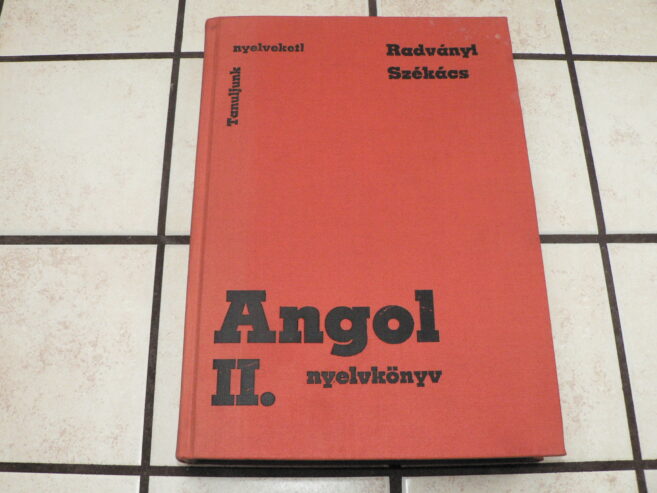 Tanuljunk
nyelveket!
Radványi
Székács
Angol
II.
nyelvkönyv